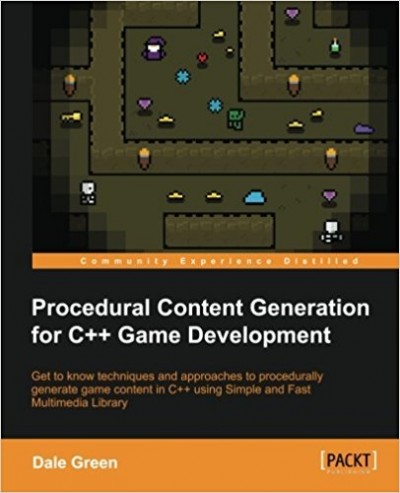 Community Experience Distilled
Procedural Content Generation
for C++ Game Development
Get to know techniques and approaches to procedurally
generate game content in C++ using Simple and Fast
Multimedia Library
Dale Green
[PACKT]
PUBLISHING